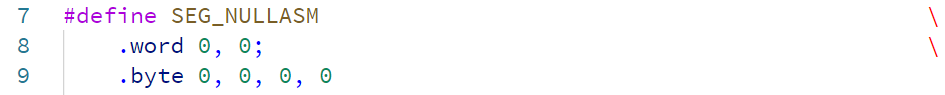 7 #define SEG_NULLASM \
8 .word 0, 0; \
9 .byte 0, 0, 0, 0